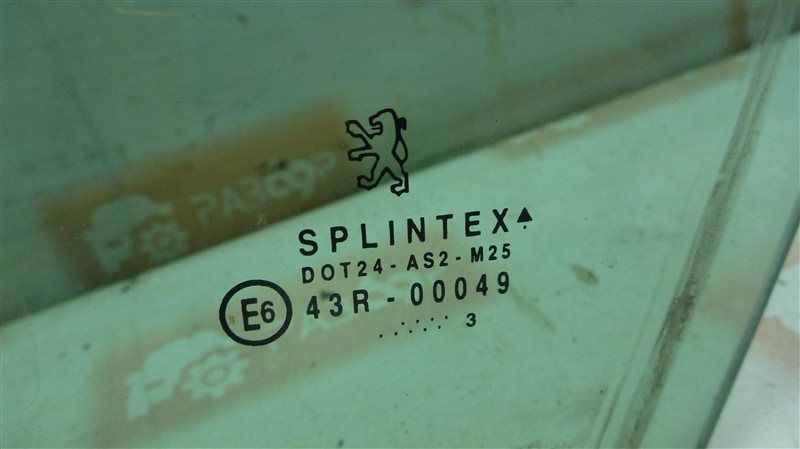 SPLINTEX
DOT24-AS2-M25
E6 43R-00049
3